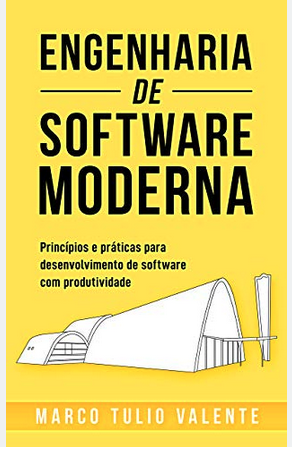 ENGENHARIA
DE
SOFTWARE
MODERNA
Princípios e práticas para
desenvolvimento de software
com produtividade
MARCO TULIO VALENTE